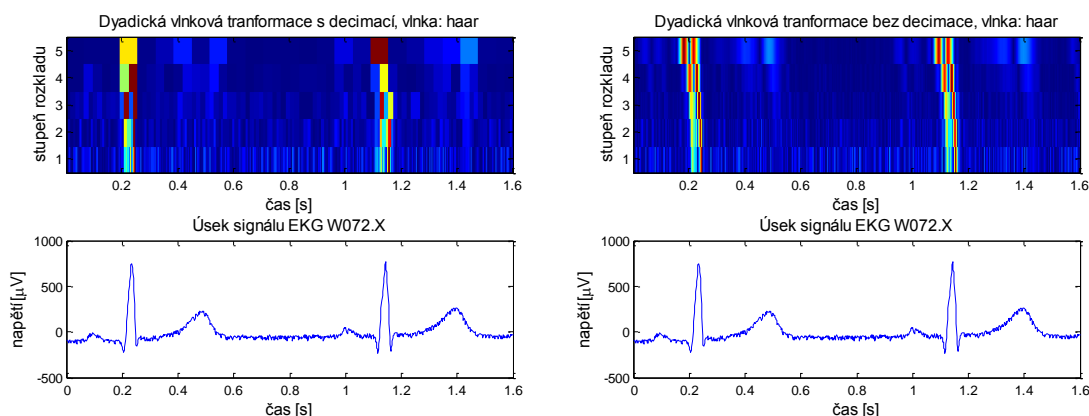 Dyadická vlnková tranformace s decimací, vlnka: haar
stupeň rozkladu
5
4
3
2
1
0.2 0.4 0.6 0.8 1 1.2 1.4 1.6
čas [s]
Úsek signálu EKG W072.X
napětí [µV]
1000
500
0
-500
0 0.2 0.4 0.6 0.8 1 1.2 1.4 1.6
čas [s]
Dyadická vlnková tranformace bez decimace, vlnka: haar
stupeň rozkladu
5
4
3
2
1
0.2 0.4 0.6 0.8 1 1.2 1.4 1.6
čas [s]
Úsek signálu EKG W072.X
napětí [µV]
1000
500
0
-500
0 0.2 0.4 0.6 0.8 1 1.2 1.4 1.6
čas [s]